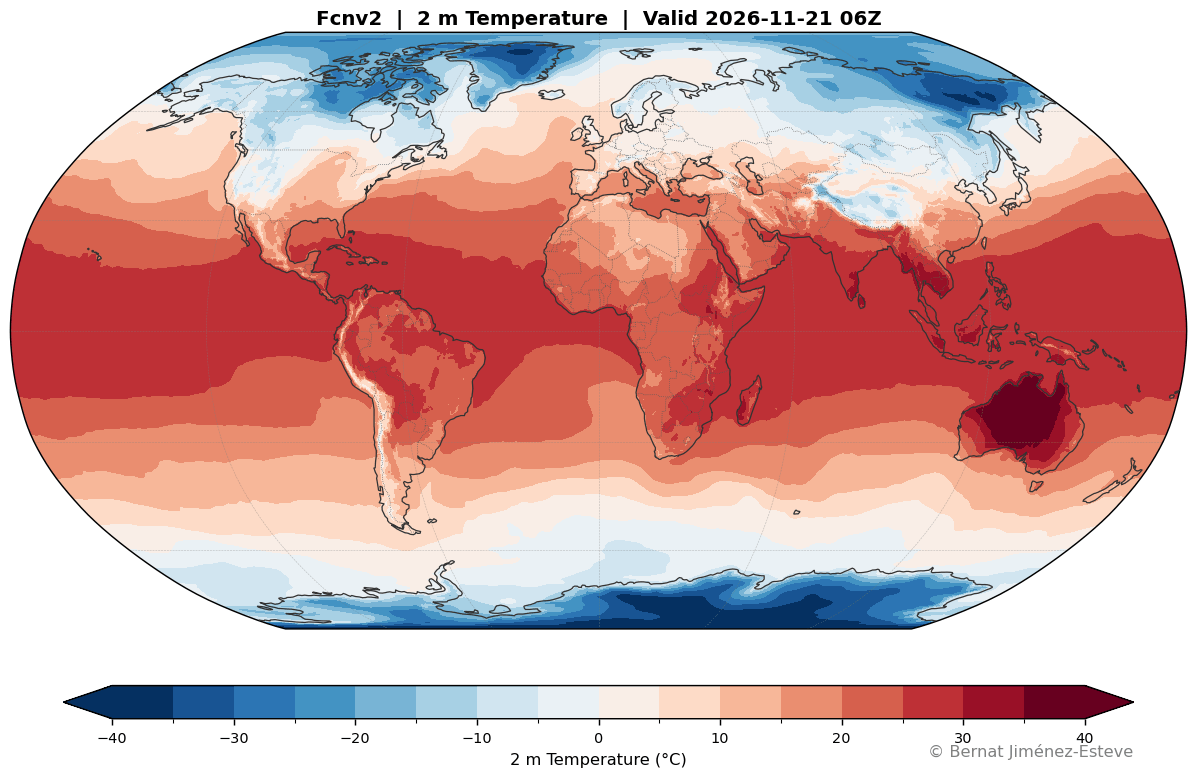 Fcnv2 | 2 m Temperature | Valid 2026-11-21 06Z
−40 −30 −20 −10 0 10 20 30 40
2 m Temperature (°C)
© Bernat Jiménez-Esteve